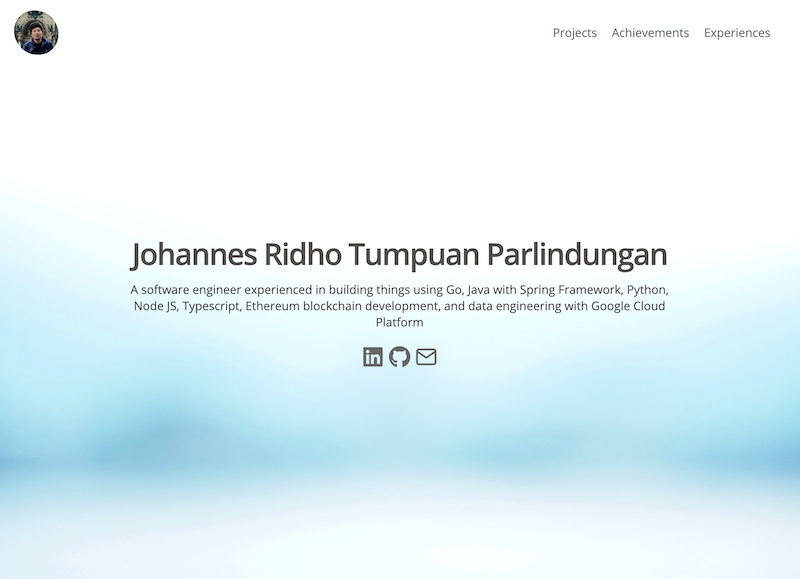 Projects Achievements Experiences
Johannes Ridho Tumpuan Parlindungan
A software engineer experienced in building things using Go, Java with Spring Framework, Python,
Node JS, Typescript, Ethereum blockchain development, and data engineering with Google Cloud
Platform
in